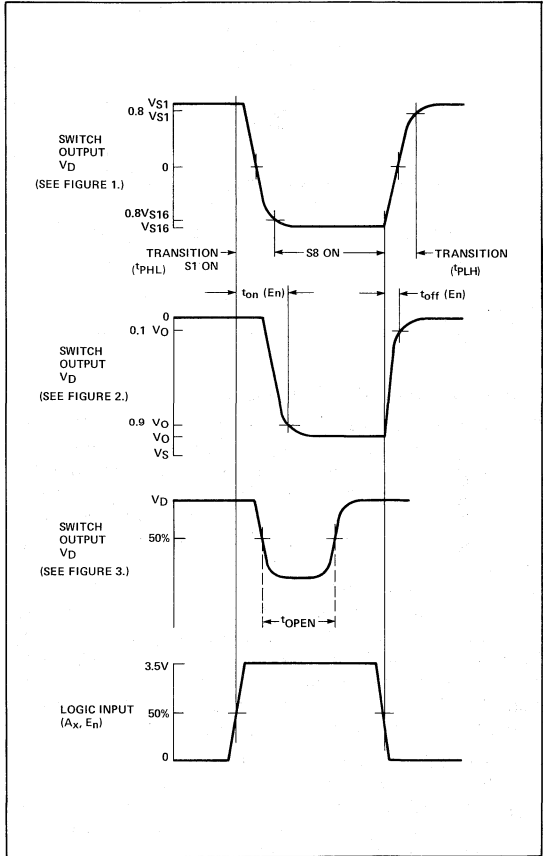 VS1
0.8 VS1
SWITCH
OUTPUT
VD
(SEE FIGURE 1.)
0
0.8VS16
VS16
TRANSITION
(tPHL)
S1 ON
S8 ON
TRANSITION
(tPLH)
ton (En)
toff (En)
0
0.1 VO
SWITCH
OUTPUT
VD
(SEE FIGURE 2.)
0.9 VO
VO
VS
VD
SWITCH
OUTPUT
VD
(SEE FIGURE 3.)
50%
tOPEN
3.5V
LOGIC INPUT
(Ax, En)
50%
0